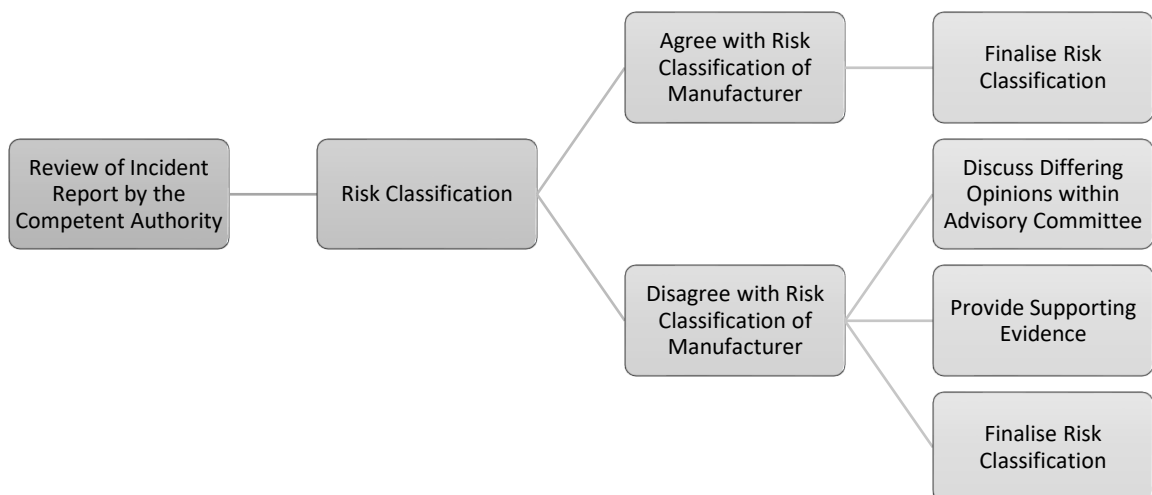 Review of Incident
Report by the
Competent Authority
Risk Classification
Agree with Risk
Classification of
Manufacturer
Finalise Risk
Classification
Disagree with Risk
Classification of
Manufacturer
Discuss Differing
Opinions within
Advisory Committee
Provide Supporting
Evidence
Finalise Risk
Classification